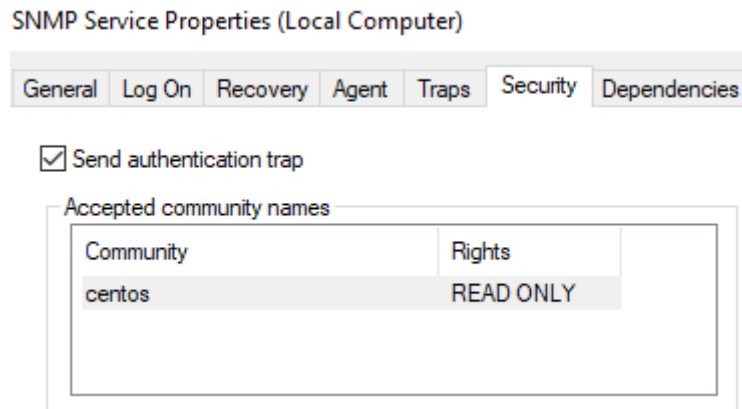 SNMP Service Properties (Local Computer)
General Log On Recovery Agent Traps Security Dependencies
Send authentication trap
Accepted community names
Community Rights
centos READ ONLY